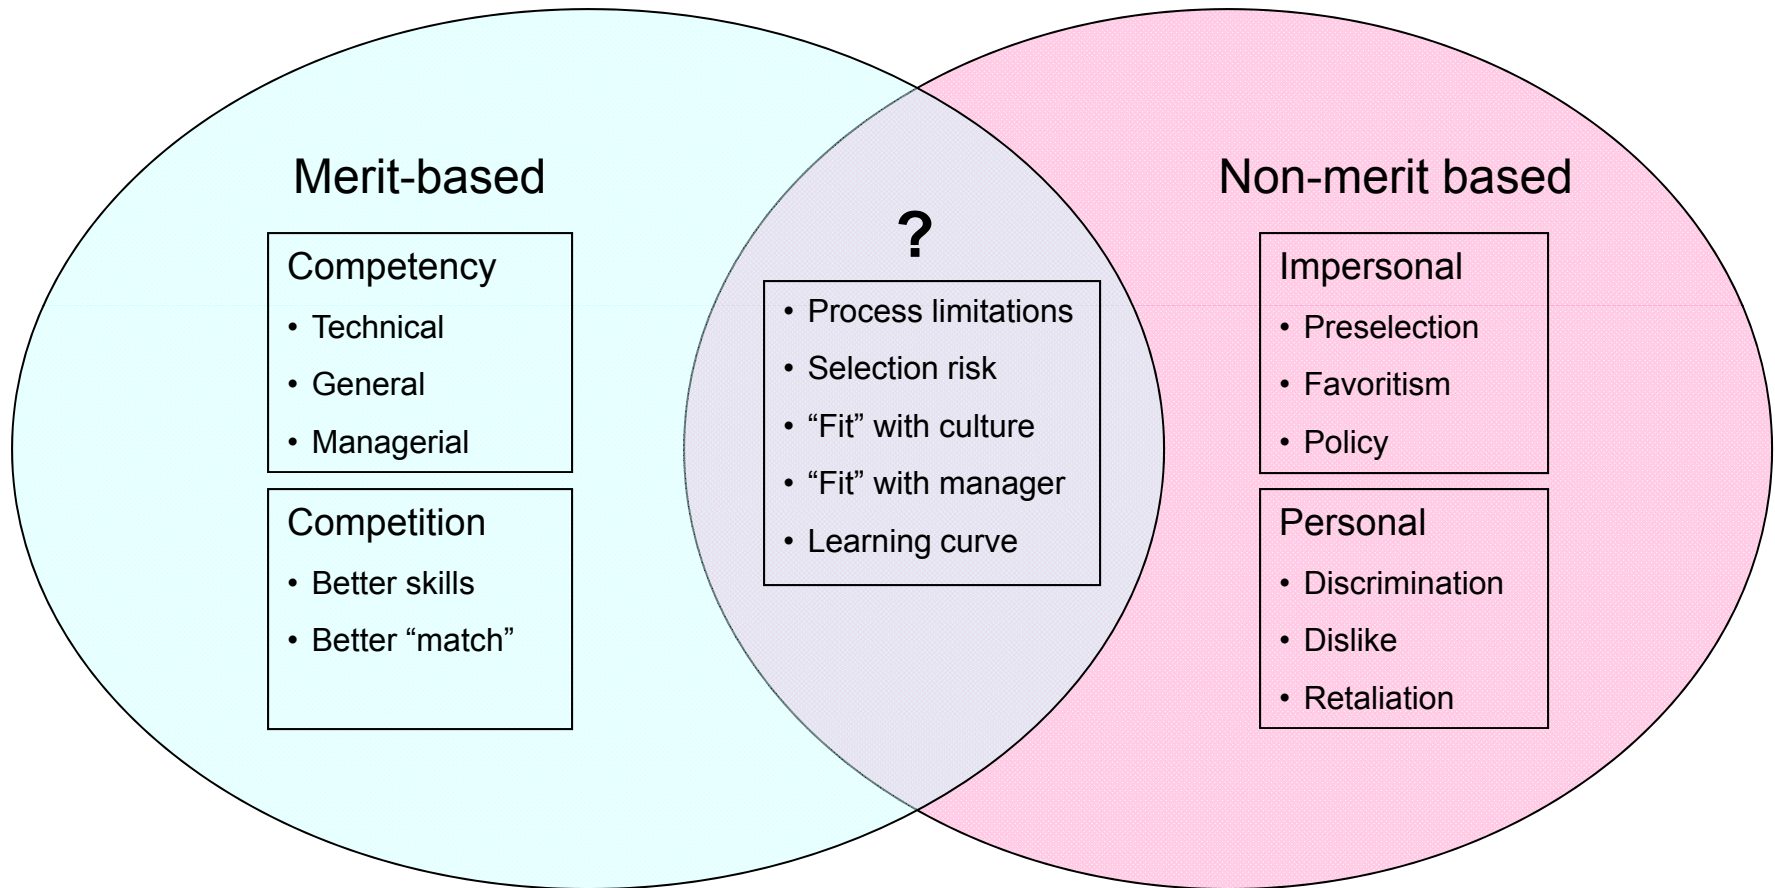 Merit-based
Competency
• Technical
• General
• Managerial
Competition
• Better skills
• Better “match”
?
• Process limitations
• Selection risk
• “Fit” with culture
• “Fit” with manager
• Learning curve
Non-merit based
Impersonal
• Preselection
• Favoritism
• Policy
Personal
• Discrimination
• Dislike
• Retaliation